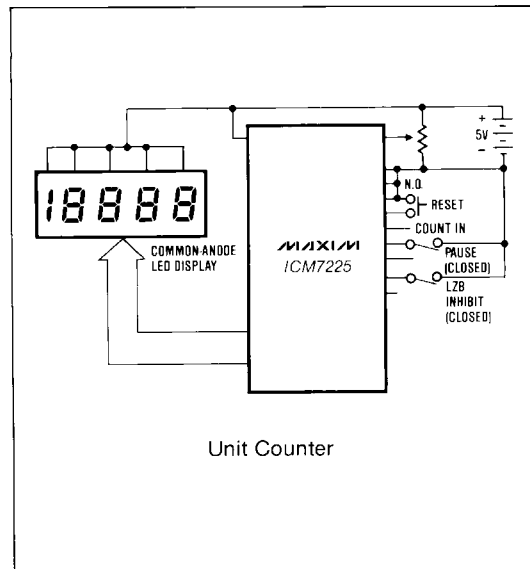 +
5V
−
18888
N.O.
RESET
COUNT IN
COMMON-ANODE
LED DISPLAY
MAXIM
ICM7225
PAUSE
(CLOSED)
LZB
INHIBIT
(CLOSED)
Unit Counter